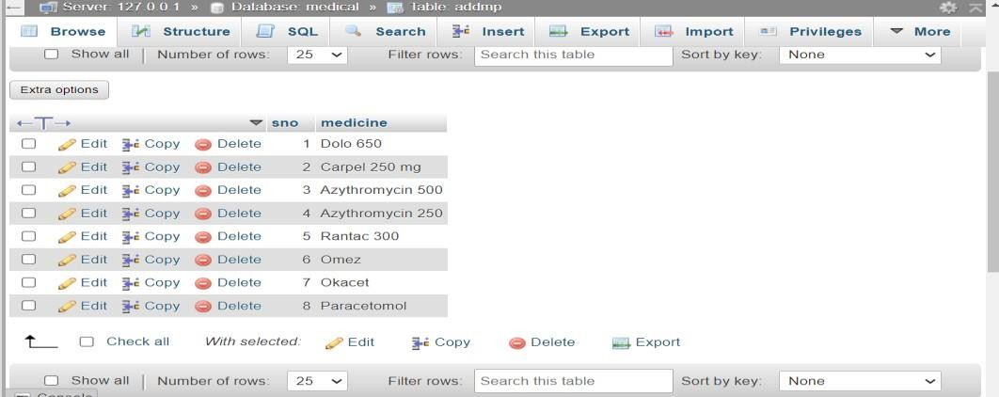 Server: 127.0.0.1 » Database: medical » Table: addmp
Browse Structure SQL Search Insert Export Import Privileges More
Show all Number of rows: 25 Filter rows: Search this table Sort by key: None
Extra options
sno medicine
Edit Copy Delete 1 Dolo 650
Edit Copy Delete 2 Carpel 250 mg
Edit Copy Delete 3 Azythromycin 500
Edit Copy Delete 4 Azythromycin 250
Edit Copy Delete 5 Rantac 300
Edit Copy Delete 6 Omez
Edit Copy Delete 7 Okacet
Edit Copy Delete 8 Paracetomol
Check all With selected: Edit Copy Delete Export
Show all Number of rows: 25 Filter rows: Search this table Sort by key: None
Console